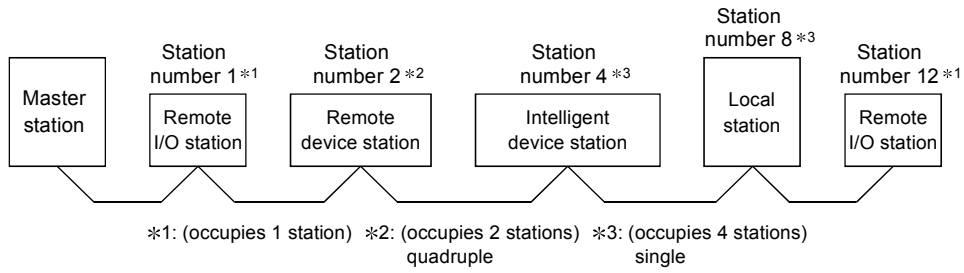 Station
number 8 *3
Station
number 1 *1
Station
number 2 *2
Station
number 4 *3
Station
number 12 *1
Master
station
Remote
I/O station
Remote
device station
Intelligent
device station
Local
station
Remote
I/O station
*1: (occupies 1 station) *2: (occupies 2 stations) *3: (occupies 4 stations)
quadruple single